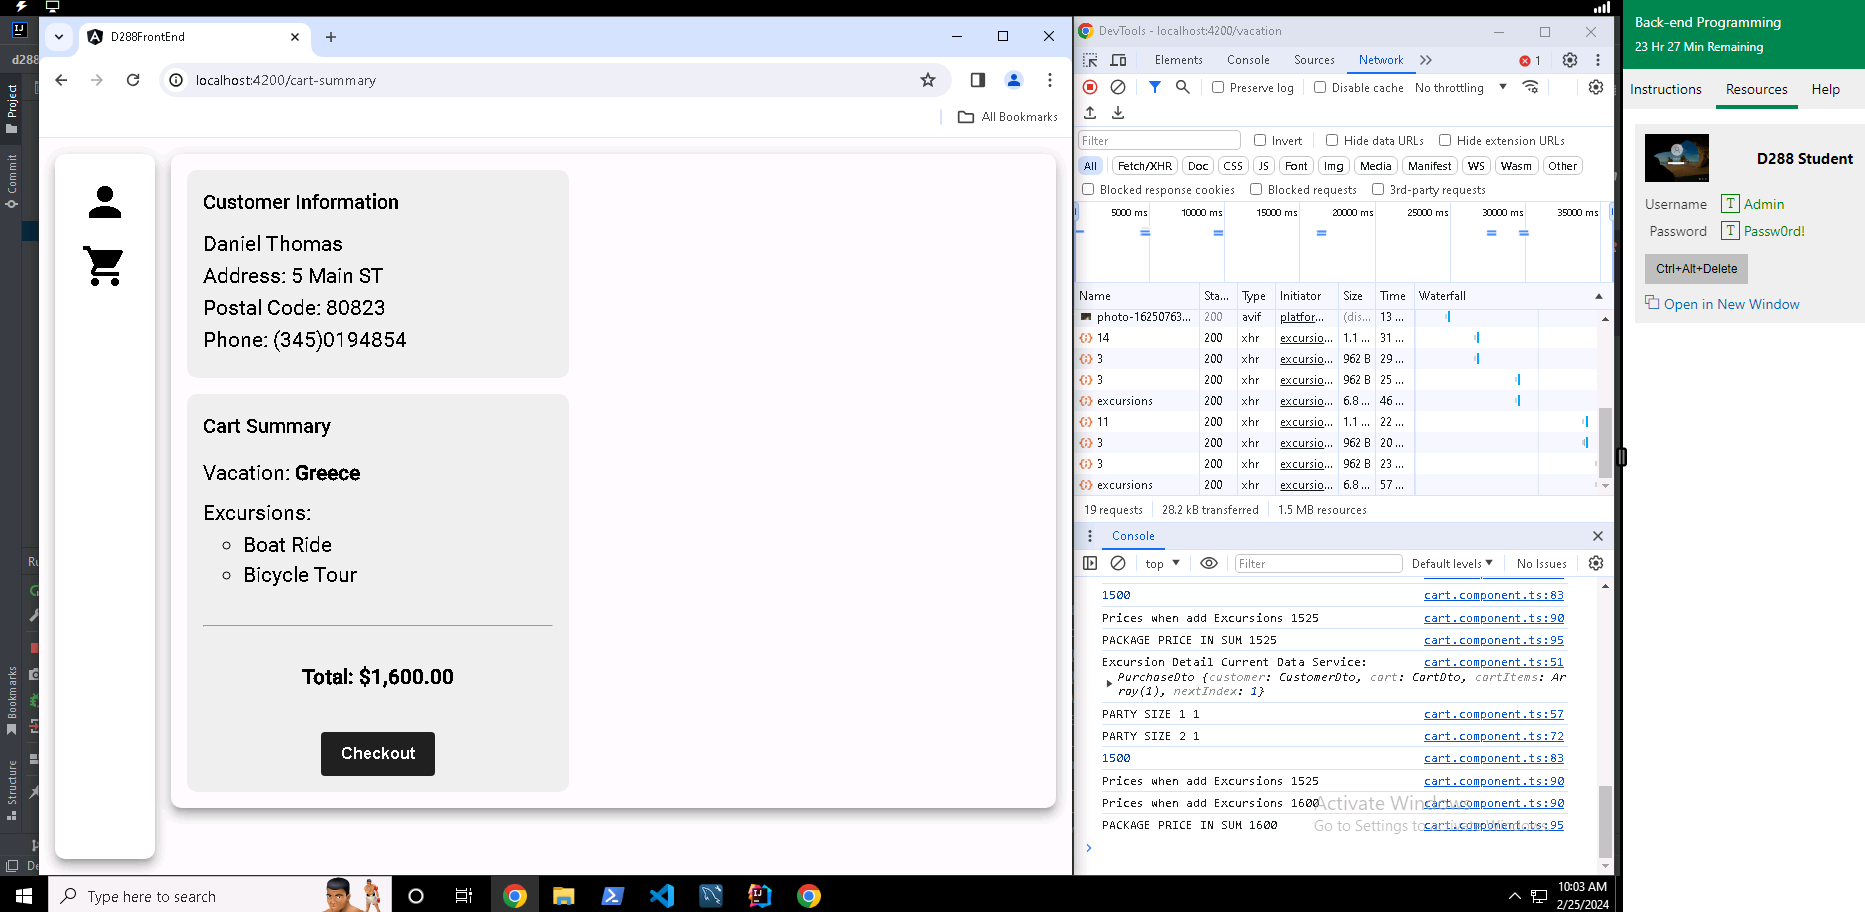 D288FrontEnd
localhost:4200/cart-summary
All Bookmarks
d288
Project
Commit
Bookmarks
Structure
Customer Information
Daniel Thomas
Address: 5 Main ST
Postal Code: 80823
Phone: (345)0194854
Cart Summary
Vacation: Greece
Excursions:
Boat Ride
Bicycle Tour
Total: $1,600.00
Checkout
DevTools - localhost:4200/vacation
Elements Console Sources Network 1
Preserve log Disable cache No throttling
Filter Invert Hide data URLs Hide extension URLs
All Fetch/XHR Doc CSS JS Font Img Media Manifest WS Wasm Other
Blocked response cookies Blocked requests 3rd-party requests
5000 ms 10000 ms 15000 ms 20000 ms 25000 ms 30000 ms 35000 ms
Name Sta... Type Initiator Size Time Waterfall
photo-16250763... 200 avif platfor... (dis... 13 ...
14 200 xhr excursio... 1.1 ... 31 ...
3 200 xhr excursio... 962 B 29 ...
3 200 xhr excursio... 962 B 25 ...
excursions 200 xhr excursio... 6.8 ... 46 ...
11 200 xhr excursio... 1.1 ... 22 ...
3 200 xhr excursio... 962 B 20 ...
3 200 xhr excursio... 962 B 23 ...
excursions 200 xhr excursio... 6.8 ... 57 ...
19 requests 28.2 kB transferred 1.5 MB resources
Console
top Filter Default levels No Issues
1500 cart.component.ts:83
Prices when add Excursions 1525 cart.component.ts:90
PACKAGE PRICE IN SUM 1525 cart.component.ts:95
Excursion Detail Current Data Service: cart.component.ts:51
PurchaseDto {customer: CustomerDto, cart: CartDto, cartItems: Ar
ray(1), nextIndex: 1}
PARTY SIZE 1 1 cart.component.ts:57
PARTY SIZE 2 1 cart.component.ts:72
1500 cart.component.ts:83
Prices when add Excursions 1525 cart.component.ts:90
Prices when add Excursions 1600 cart.component.ts:90
PACKAGE PRICE IN SUM 1600 cart.component.ts:95
Activate Windows
Go to Settings to activate Windows.
Type here to search
10:03 AM
2/25/2024
Back-end Programming
23 Hr 27 Min Remaining
Instructions Resources Help
D288 Student
Username T Admin
Password T Passw0rd!
Ctrl+Alt+Delete
Open in New Window